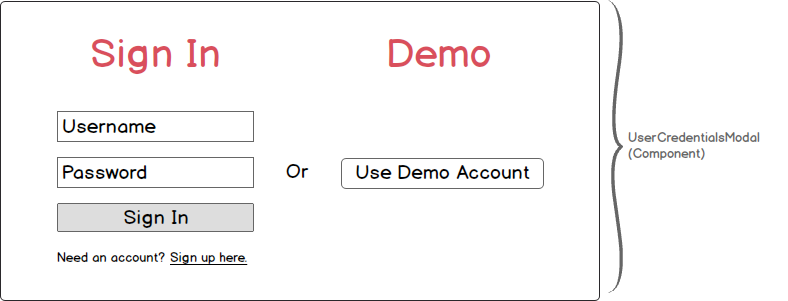 Sign In
Demo
Username
Password
Or
Use Demo Account
Sign In
Need an account? Sign up here.
UserCredentialsModal
(Component)